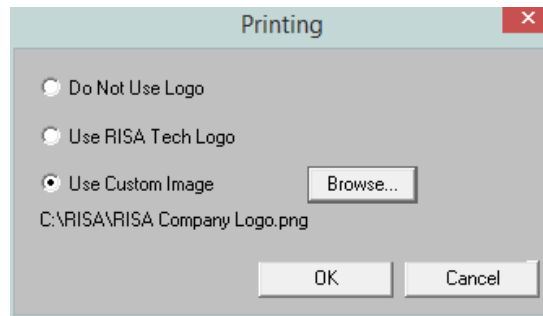 Printing
Do Not Use Logo
Use RISA Tech Logo
Use Custom Image
Browse...
C:\RISA\RISA Company Logo.png
OK
Cancel